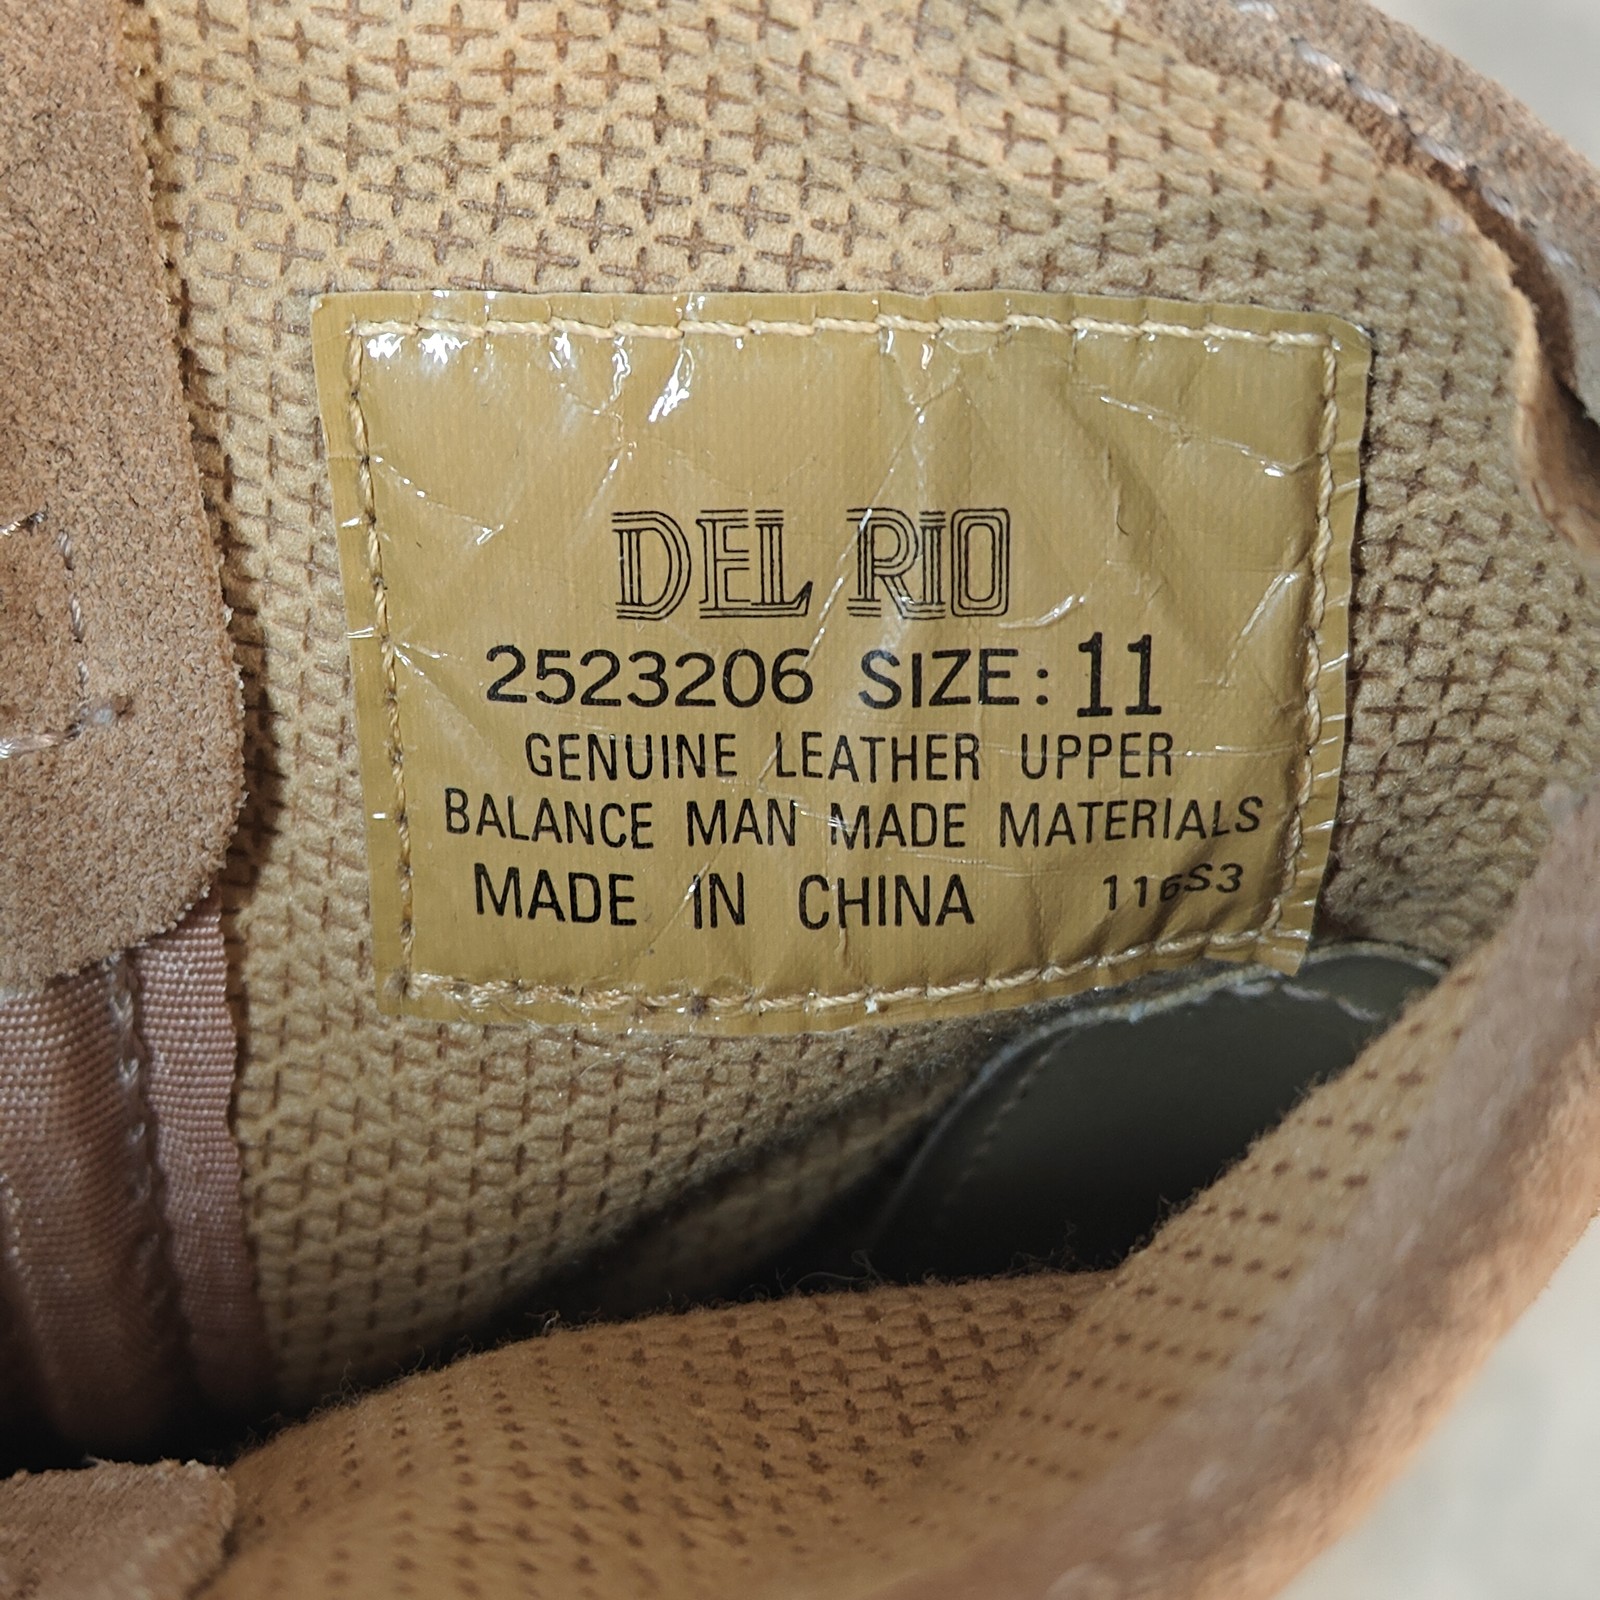 DEL RIO
2523206 SIZE: 11
GENUINE LEATHER UPPER
BALANCE MAN MADE MATERIALS
MADE IN CHINA 116S3